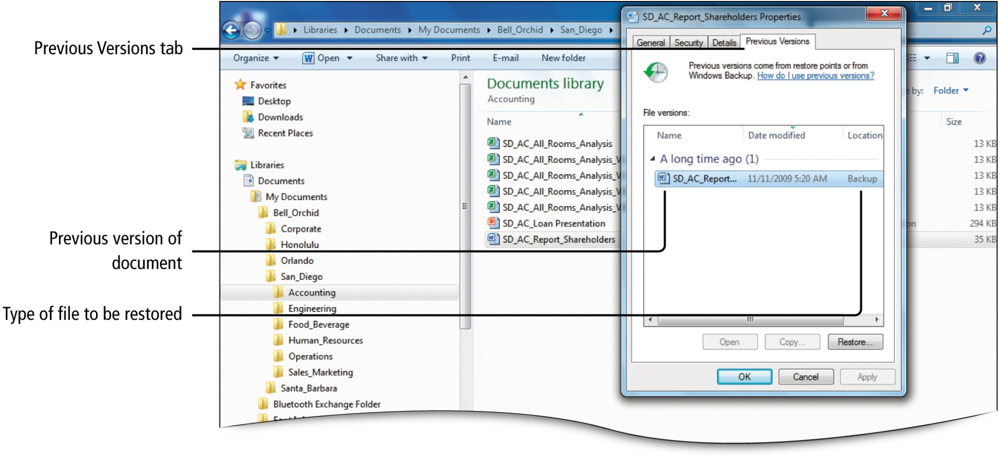 Previous Versions tab
Previous version of
document
Type of file to be restored
Libraries
Documents
My Documents
Bell_Orchid
San_Diego
Organize
Open
Share with
Print
E-mail
New folder
Favorites
Desktop
Downloads
Recent Places
Libraries
Documents
My Documents
Bell_Orchid
Corporate
Honolulu
Orlando
San_Diego
Accounting
Engineering
Food_Beverage
Human_Resources
Operations
Sales_Marketing
Santa_Barbara
Bluetooth Exchange Folder
Documents library
Accounting
Name
SD_AC_All_Rooms_Analysis
SD_AC_All_Rooms_Analysis_V
SD_AC_All_Rooms_Analysis_V
SD_AC_All_Rooms_Analysis_V
SD_AC_All_Rooms_Analysis_V
SD_AC_Loan Presentation
SD_AC_Report_Shareholders
SD_AC_Report_Shareholders Properties
General
Security
Details
Previous Versions
Previous versions come from restore points or from
Windows Backup. How do I use previous versions?
File versions:
Name
Date modified
Location
A long time ago (1)
SD_AC_Report... 11/11/2009 5:20 AM Backup
Open
Copy...
Restore...
OK
Cancel
Apply
by: Folder
Size
13 KB
13 KB
13 KB
13 KB
13 KB
on 294 KB
35 KB